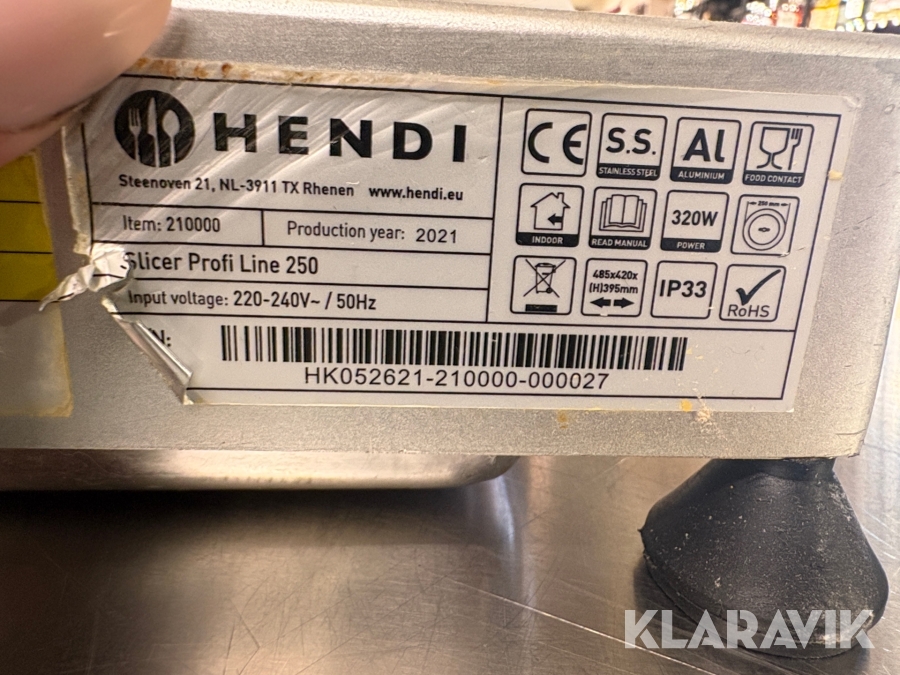 HENDI
Steenoven 21, NL-3911 TX Rhenen www.hendi.eu
Item: 210000
Production year: 2021
Slicer Profi Line 250
Input voltage: 220-240V~ / 50Hz
N:
HK052621-210000-000027
CE
S.S.
STAINLESS STEEL
AL
ALUMINIUM
FOOD CONTACT
INDOOR
READ MANUAL
320W
POWER
250 mm
485x420x
(H)395mm
IP33
RoHS
KLARAVIK